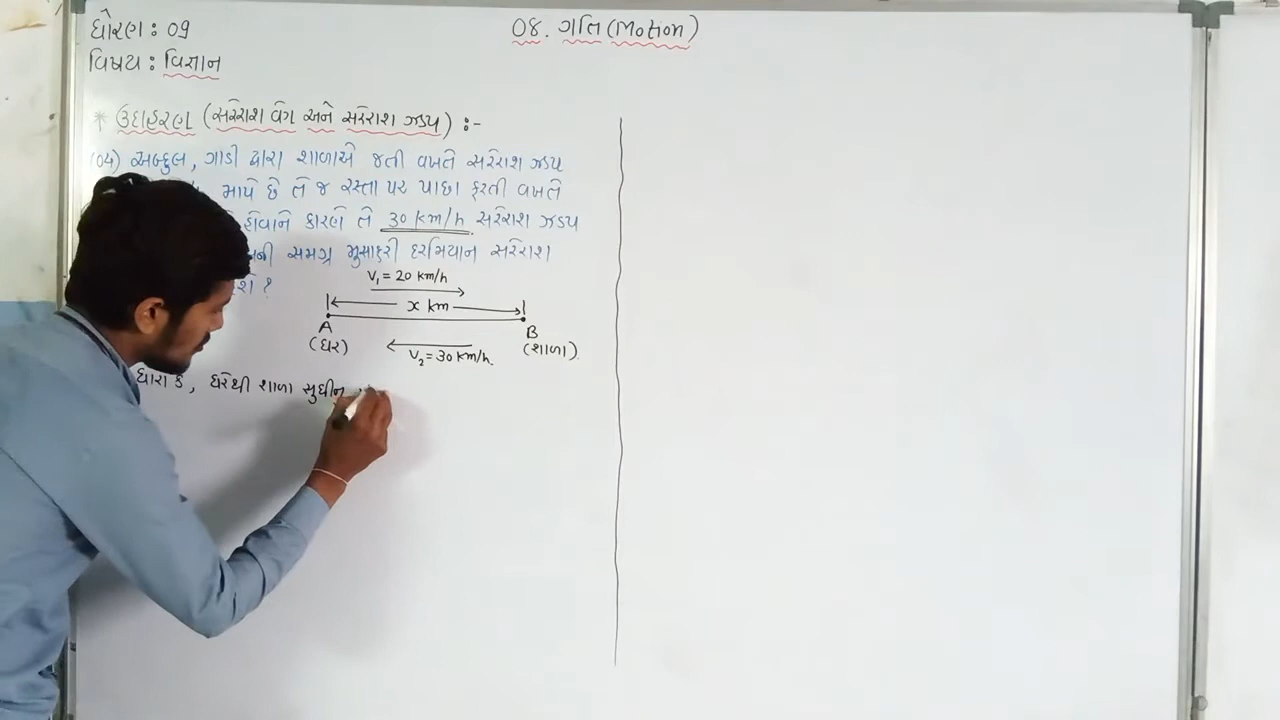 ધોરણ : 09
વિષય : વિજ્ઞાન
08. ગતિ (Motion)
* ઉદાહરણ (સરેરાશ વેગ અને સરેરાશ ઝડપ) :-
(04) અબ્દુલ, ગાડી દ્વારા શાળાએ જતી વખતે સરેરાશ ઝડપ
માપે છે તે જ રસ્તા પર પાછા ફરતી વખતે
હોવાને કારણે તે 30 km/h સરેરાશ ઝડપ
સમગ્ર મુસાફરી દરમિયાન સરેરાશ
?
V₁ = 20 km/h
x km
A
B
(ઘર)
(શાળા).
V₂ = 30 km/h.
ધારો કે, ઘરેથી શાળા સુધીનુ